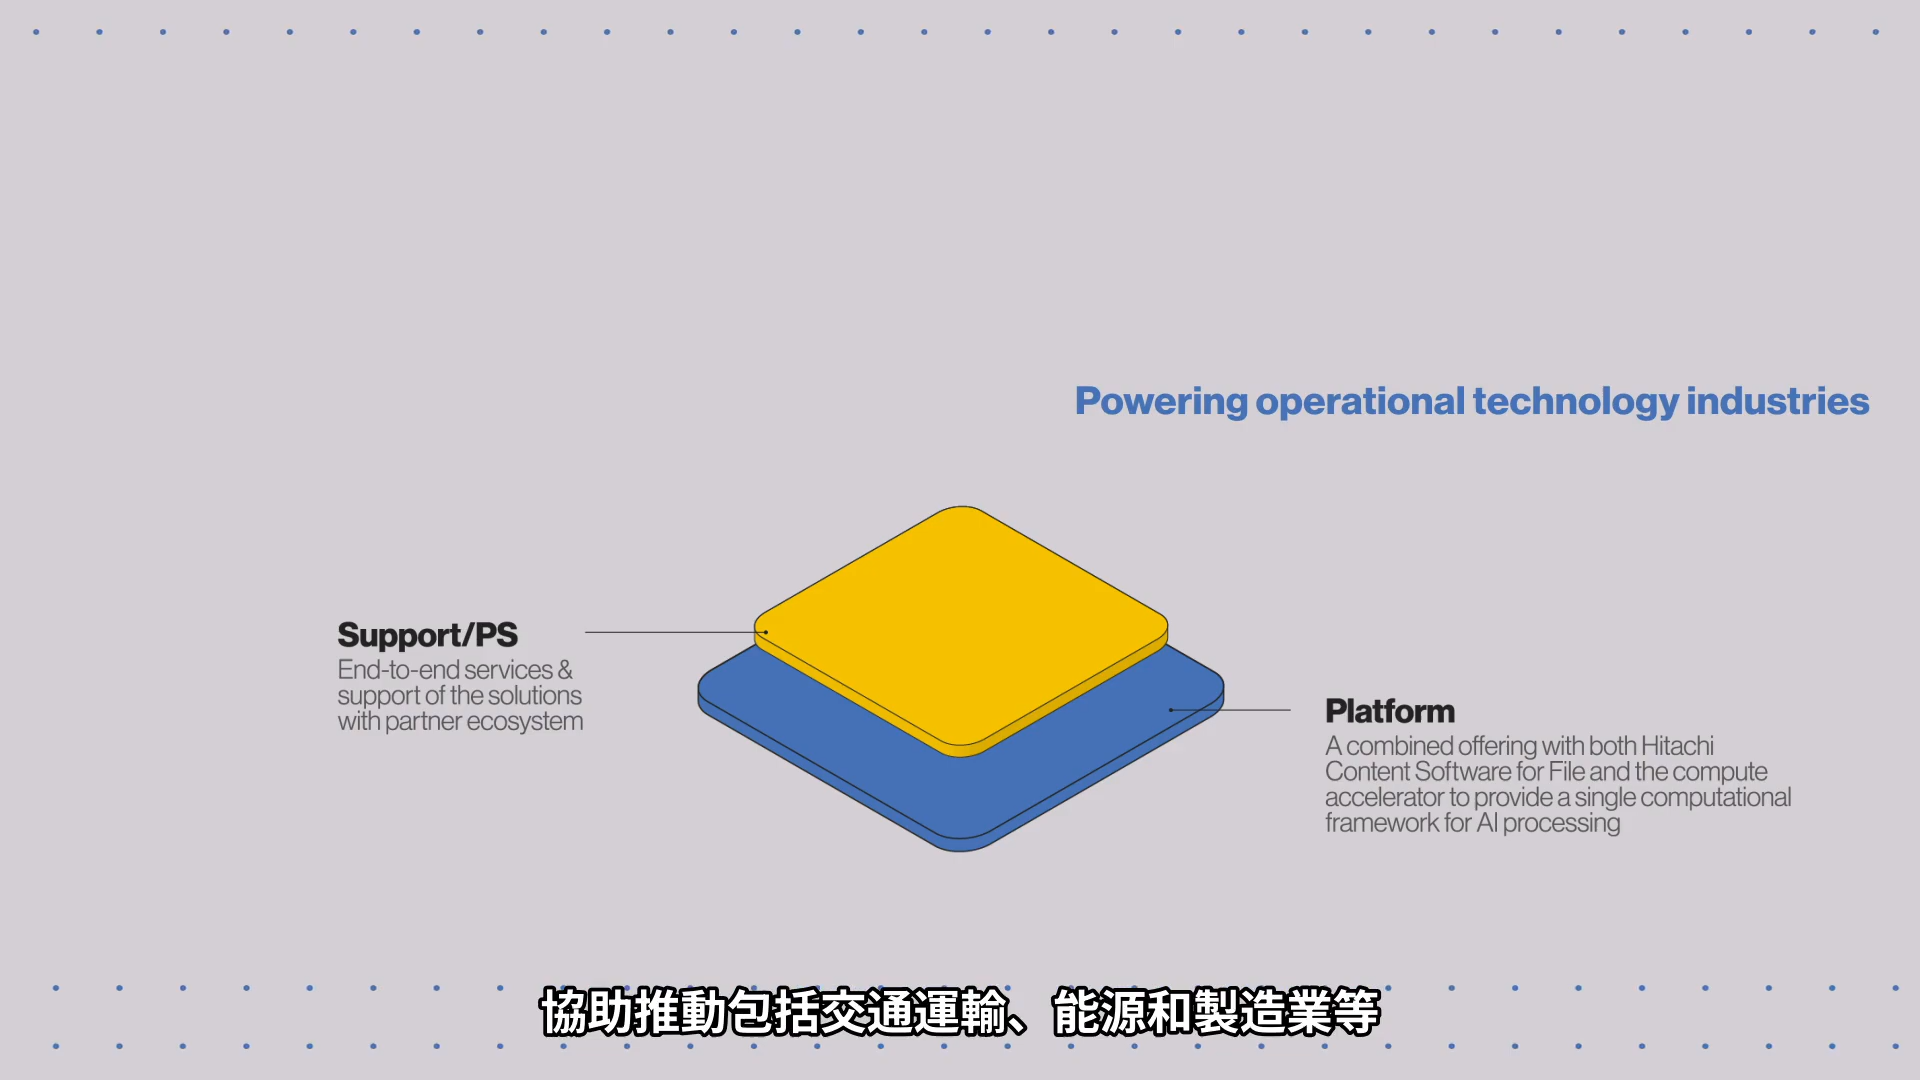 Powering operational technology industries
Support/PS
End-to-end services &
support of the solutions
with partner ecosystem
Platform
A combined offering with both Hitachi
Content Software for File and the compute
accelerator to provide a single computational
framework for AI processing
協助推動包括交通運輸、能源和製造業等